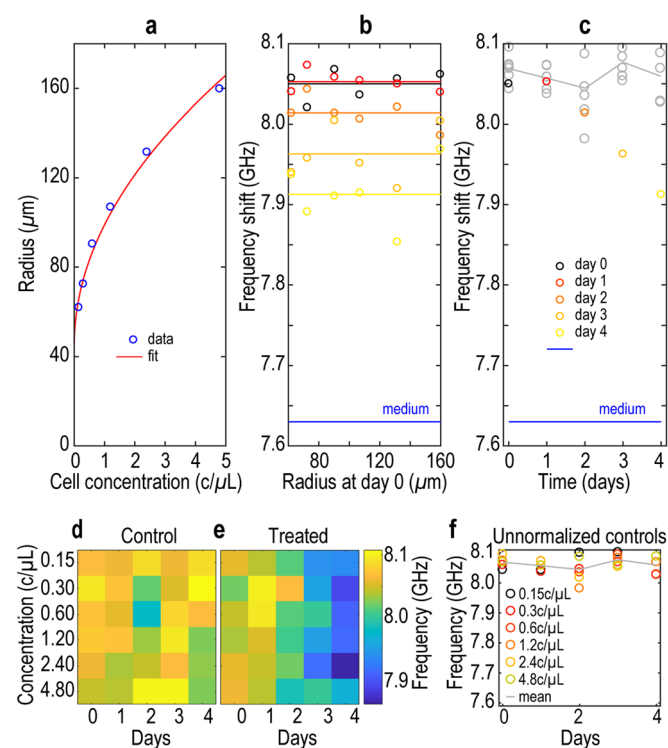 a
b
c
160
120
80
40
0
Radius (µm)
data
fit
0 1 2 3 4 5
Cell concentration (c/µL)
8.1
8.0
7.9
7.8
7.7
7.6
Frequency shift (GHz)
medium
80 120 160
Radius at day 0 (µm)
8.1
8.0
7.9
7.8
7.7
7.6
Frequency shift (GHz)
day 0
day 1
day 2
day 3
day 4
medium
0 1 2 3 4
Time (days)
d
Control
e
Treated
Concentration (c/µL)
0.15
0.30
0.60
1.20
2.40
4.80
0 1 2 3 4
Days
0 1 2 3 4
Days
8.1
8.0
7.9
Frequency (GHz)
f
Unnormalized controls
8.1
8.0
7.9
7.8
7.7
7.6
Frequency (GHz)
0.15c/µL
0.3c/µL
0.6c/µL
1.2c/µL
2.4c/µL
4.8c/µL
mean
0 2 4
Days